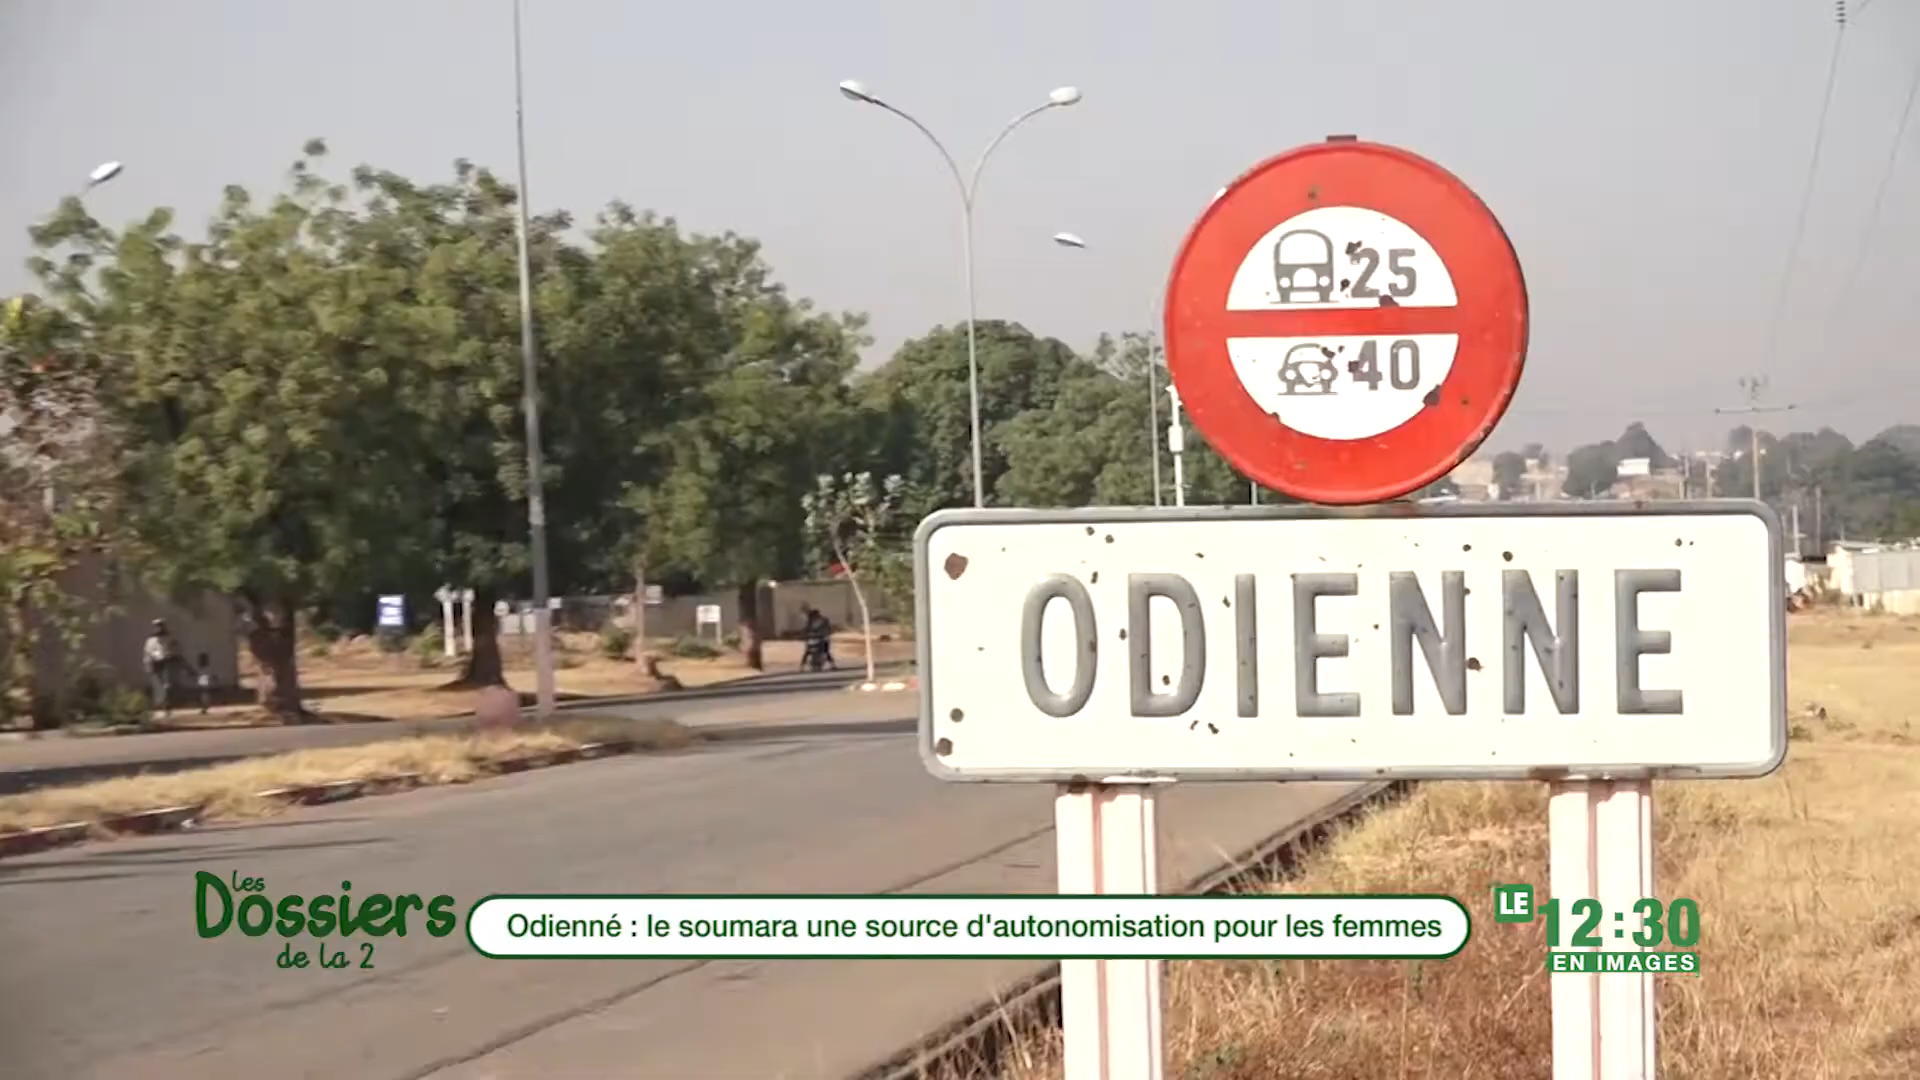 25
40
ODIENNE
Les
Dossiers
de la 2
Odienné : le soumara une source d'autonomisation pour les femmes
LE
12:30
EN IMAGES